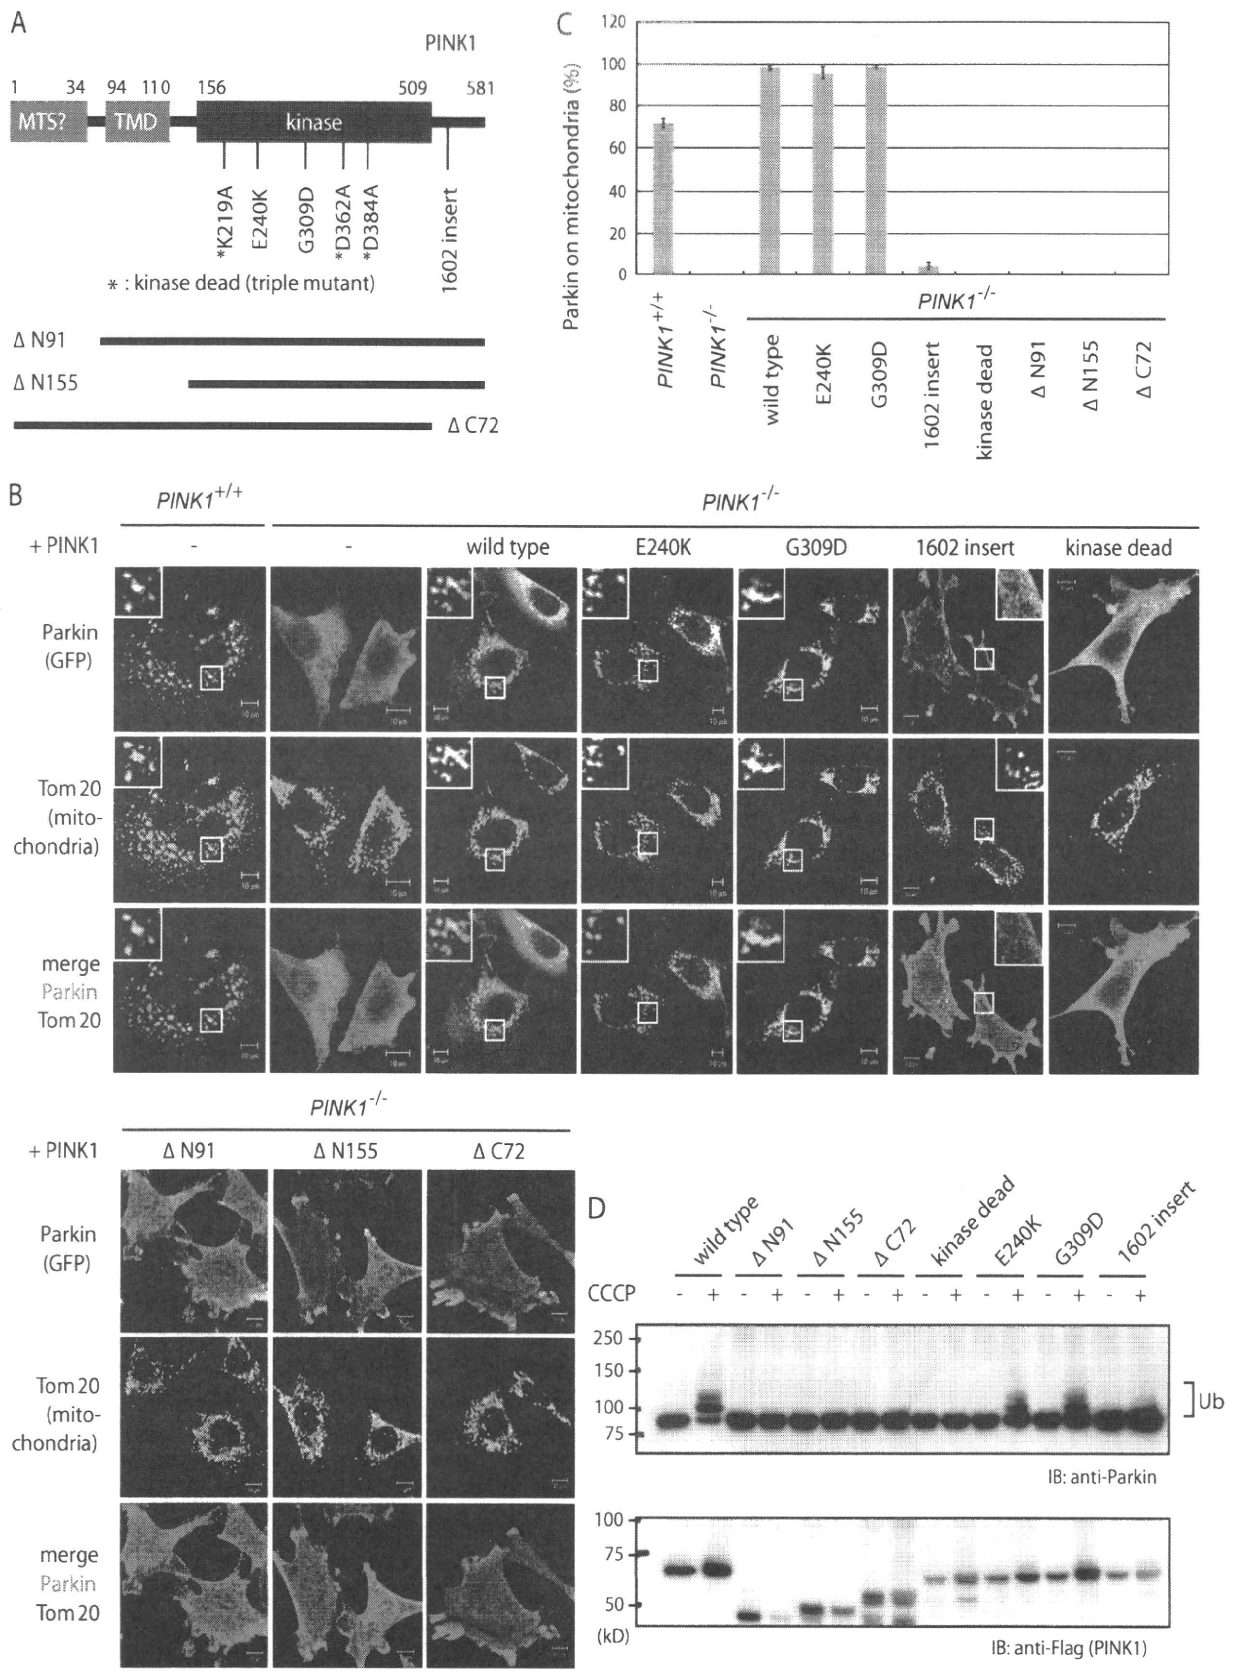 A
PINK1
1 34 94 110 156 509 581
MTS? TMD kinase
*K219A
E240K
G309D
*D362A
*D384A
1602 insert
* : kinase dead (triple mutant)
Δ N91
Δ N155
Δ C72
C
Parkin on mitochondria (%)
120
100
80
60
40
20
0
PINK1+/+
PINK1-/-
PINK1-/-
wild type
E240K
G309D
1602 insert
kinase dead
Δ N91
Δ N155
Δ C72
B
PINK1+/+ PINK1-/-
+ PINK1 - - wild type E240K G309D 1602 insert kinase dead
Parkin
(GFP)
Tom 20
(mito-
chondria)
merge
Parkin
Tom 20
PINK1-/-
+ PINK1 Δ N91 Δ N155 Δ C72
Parkin
(GFP)
Tom 20
(mito-
chondria)
merge
Parkin
Tom 20
D
wild type
Δ N91
Δ N155
Δ C72
kinase dead
E240K
G309D
1602 insert
CCCP - + - + - + - + - + - + - + - +
250
150
100
75
Ub
IB: anti-Parkin
100
75
50
(kD)
IB: anti-Flag (PINK1)